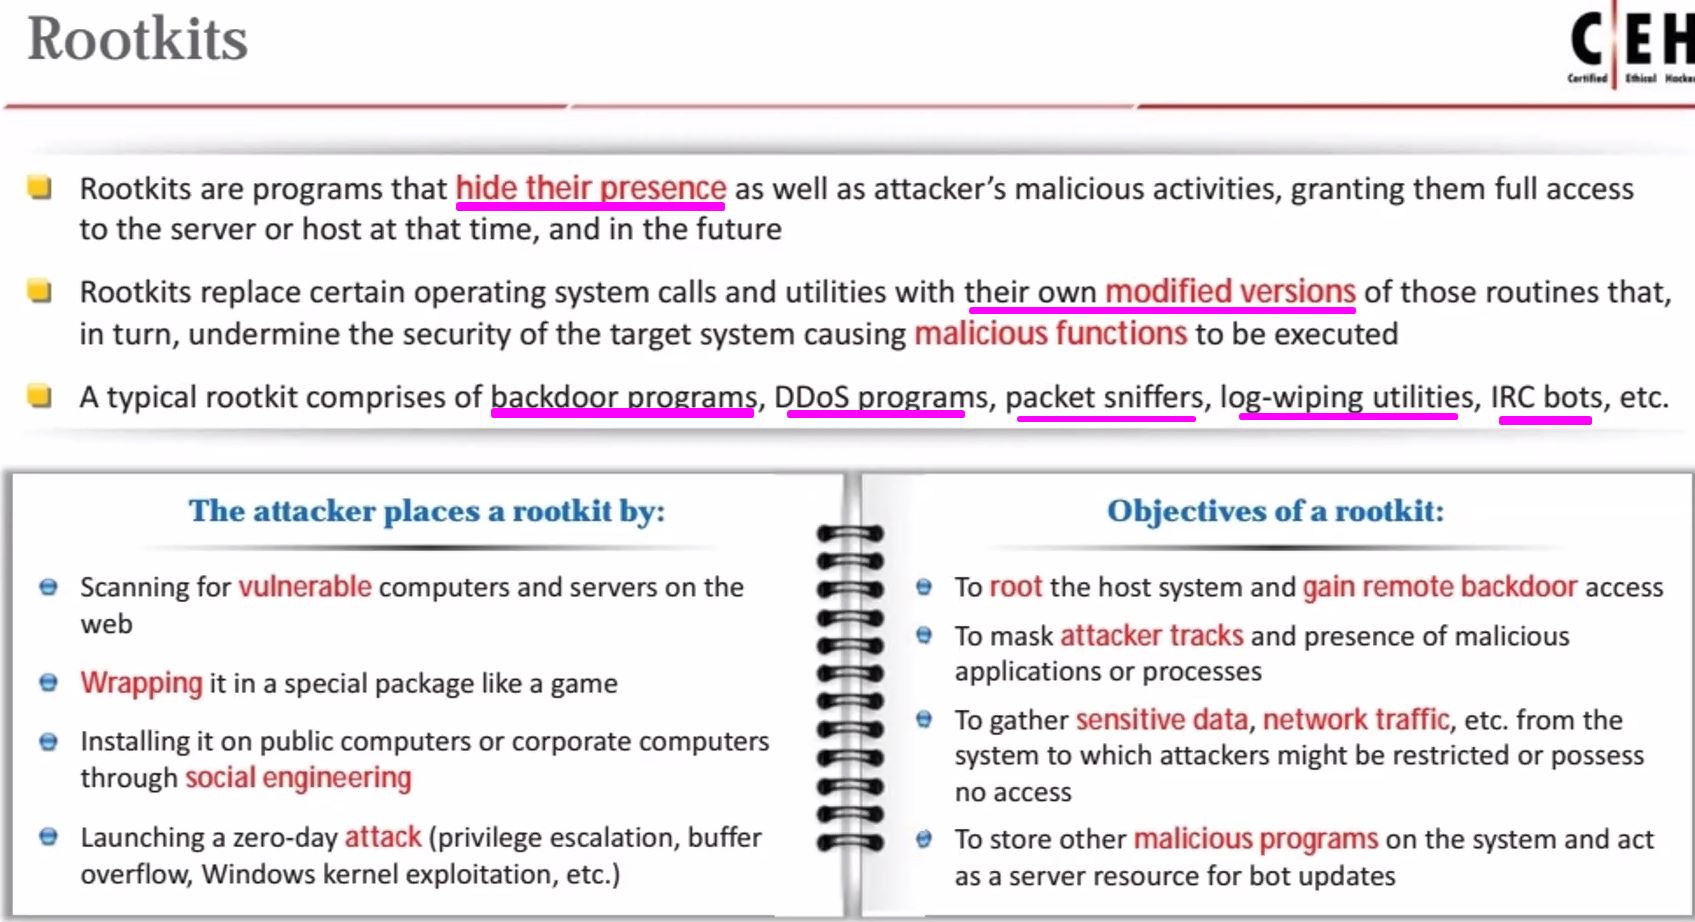 Rootkits
C EH
Certified Ethical Hacker
Rootkits are programs that hide their presence as well as attacker’s malicious activities, granting them full access
to the server or host at that time, and in the future
Rootkits replace certain operating system calls and utilities with their own modified versions of those routines that,
in turn, undermine the security of the target system causing malicious functions to be executed
A typical rootkit comprises of backdoor programs, DDoS programs, packet sniffers, log-wiping utilities, IRC bots, etc.
The attacker places a rootkit by:
Scanning for vulnerable computers and servers on the
web
Wrapping it in a special package like a game
Installing it on public computers or corporate computers
through social engineering
Launching a zero-day attack (privilege escalation, buffer
overflow, Windows kernel exploitation, etc.)
Objectives of a rootkit:
To root the host system and gain remote backdoor access
To mask attacker tracks and presence of malicious
applications or processes
To gather sensitive data, network traffic, etc. from the
system to which attackers might be restricted or possess
no access
To store other malicious programs on the system and act
as a server resource for bot updates